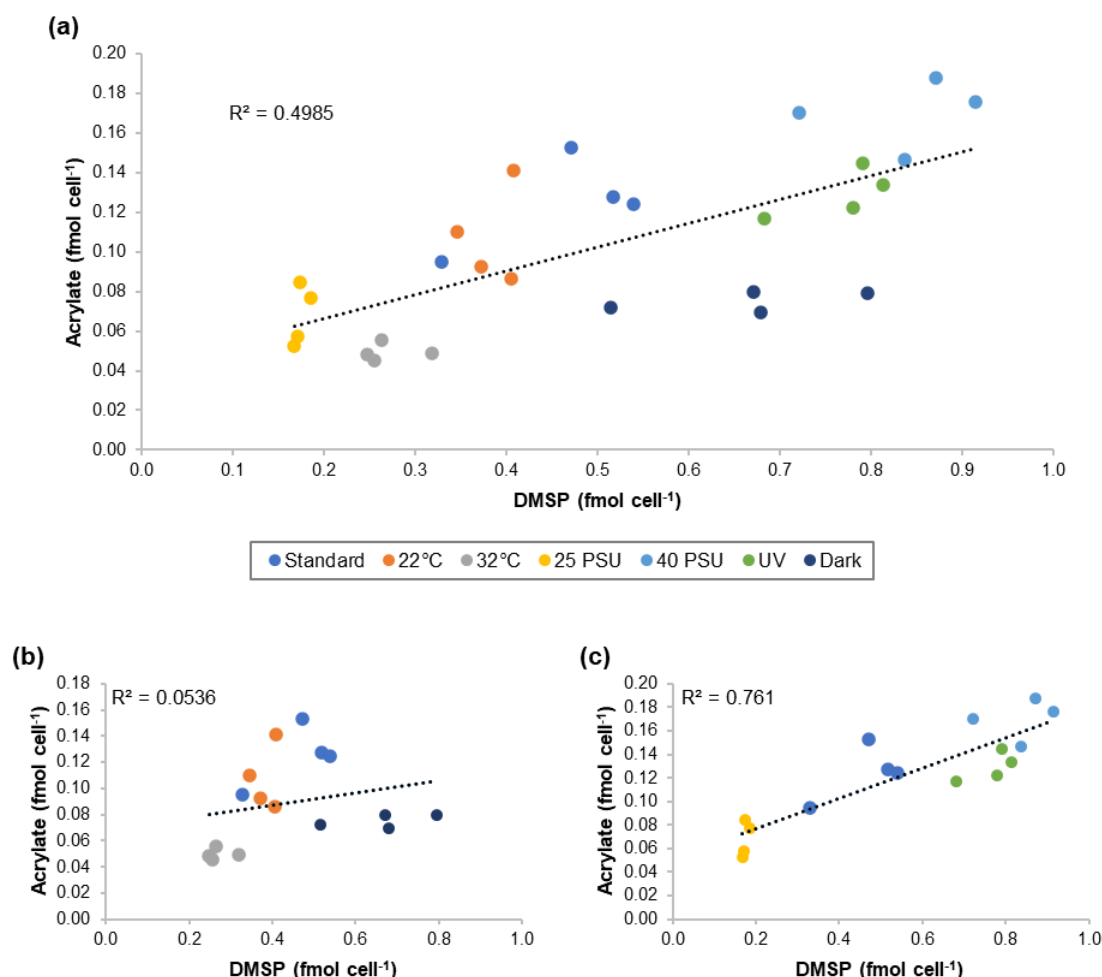 (a)
R² = 0.4985
Acrylate (fmol cell⁻¹)
0.20
0.18
0.16
0.14
0.12
0.10
0.08
0.06
0.04
0.02
0.00
0.0 0.1 0.2 0.3 0.4 0.5 0.6 0.7 0.8 0.9 1.0
DMSP (fmol cell⁻¹)
Standard 22°C 32°C 25 PSU 40 PSU UV Dark
(b)
R² = 0.0536
Acrylate (fmol cell⁻¹)
0.18
0.16
0.14
0.12
0.10
0.08
0.06
0.04
0.02
0.00
0.0 0.2 0.4 0.6 0.8 1.0
DMSP (fmol cell⁻¹)
(c)
R² = 0.761
Acrylate (fmol cell⁻¹)
0.20
0.18
0.16
0.14
0.12
0.10
0.08
0.06
0.04
0.02
0.00
0.0 0.2 0.4 0.6 0.8 1.0
DMSP (fmol cell⁻¹)